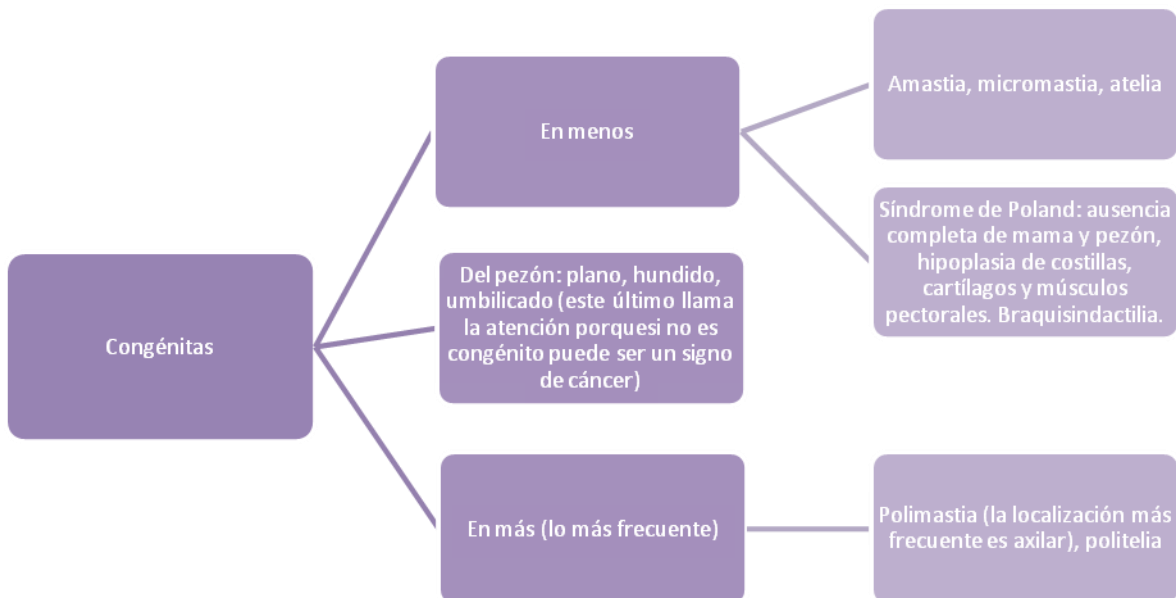 Congénitas
En menos
Amastia, micromastia, atelia
Síndrome de Poland: ausencia
completa de mama y pezón,
hipoplasia de costillas,
cartílagos y músculos
pectorales. Braquisindactilia.
Del pezón: plano, hundido,
umbilicado (este último llama
la atención porquesi no es
congénito puede ser un signo
de cáncer)
En más (lo más frecuente)
Polimastia (la localización más
frecuente es axilar), politelia